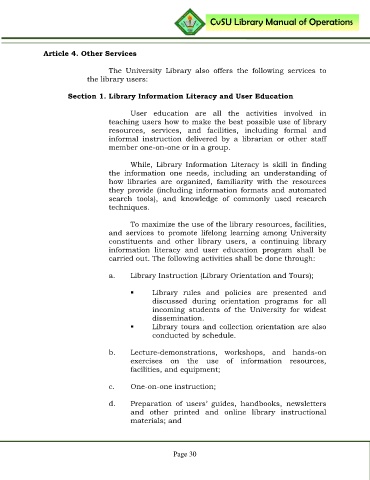 CvSU Library Manual of Operations
Article 4. Other Services
The University Library also offers the following services to
the library users:
Section 1. Library Information Literacy and User Education
User education are all the activities involved in
teaching users how to make the best possible use of library
resources, services, and facilities, including formal and
informal instruction delivered by a librarian or other staff
member one-on-one or in a group.
While, Library Information Literacy is skill in finding
the information one needs, including an understanding of
how libraries are organized, familiarity with the resources
they provide (including information formats and automated
search tools), and knowledge of commonly used research
techniques.
To maximize the use of the library resources, facilities,
and services to promote lifelong learning among University
constituents and other library users, a continuing library
information literacy and user education program shall be
carried out. The following activities shall be done through:
a. Library Instruction (Library Orientation and Tours);
▪ Library rules and policies are presented and
discussed during orientation programs for all
incoming students of the University for widest
dissemination.
▪ Library tours and collection orientation are also
conducted by schedule.
b. Lecture-demonstrations, workshops, and hands-on
exercises on the use of information resources,
facilities, and equipment;
c. One-on-one instruction;
d. Preparation of users' guides, handbooks, newsletters
and other printed and online library instructional
materials; and
Page 30